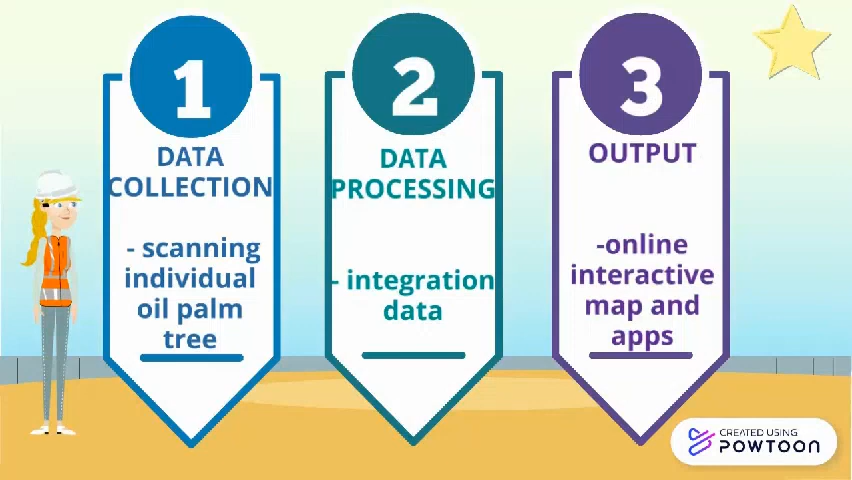 1
DATA
COLLECTION
- scanning
individual
oil palm
tree
2
DATA
PROCESSING
- integration
data
3
OUTPUT
-online
interactive
map and
apps
CREATED USING
POWTOON